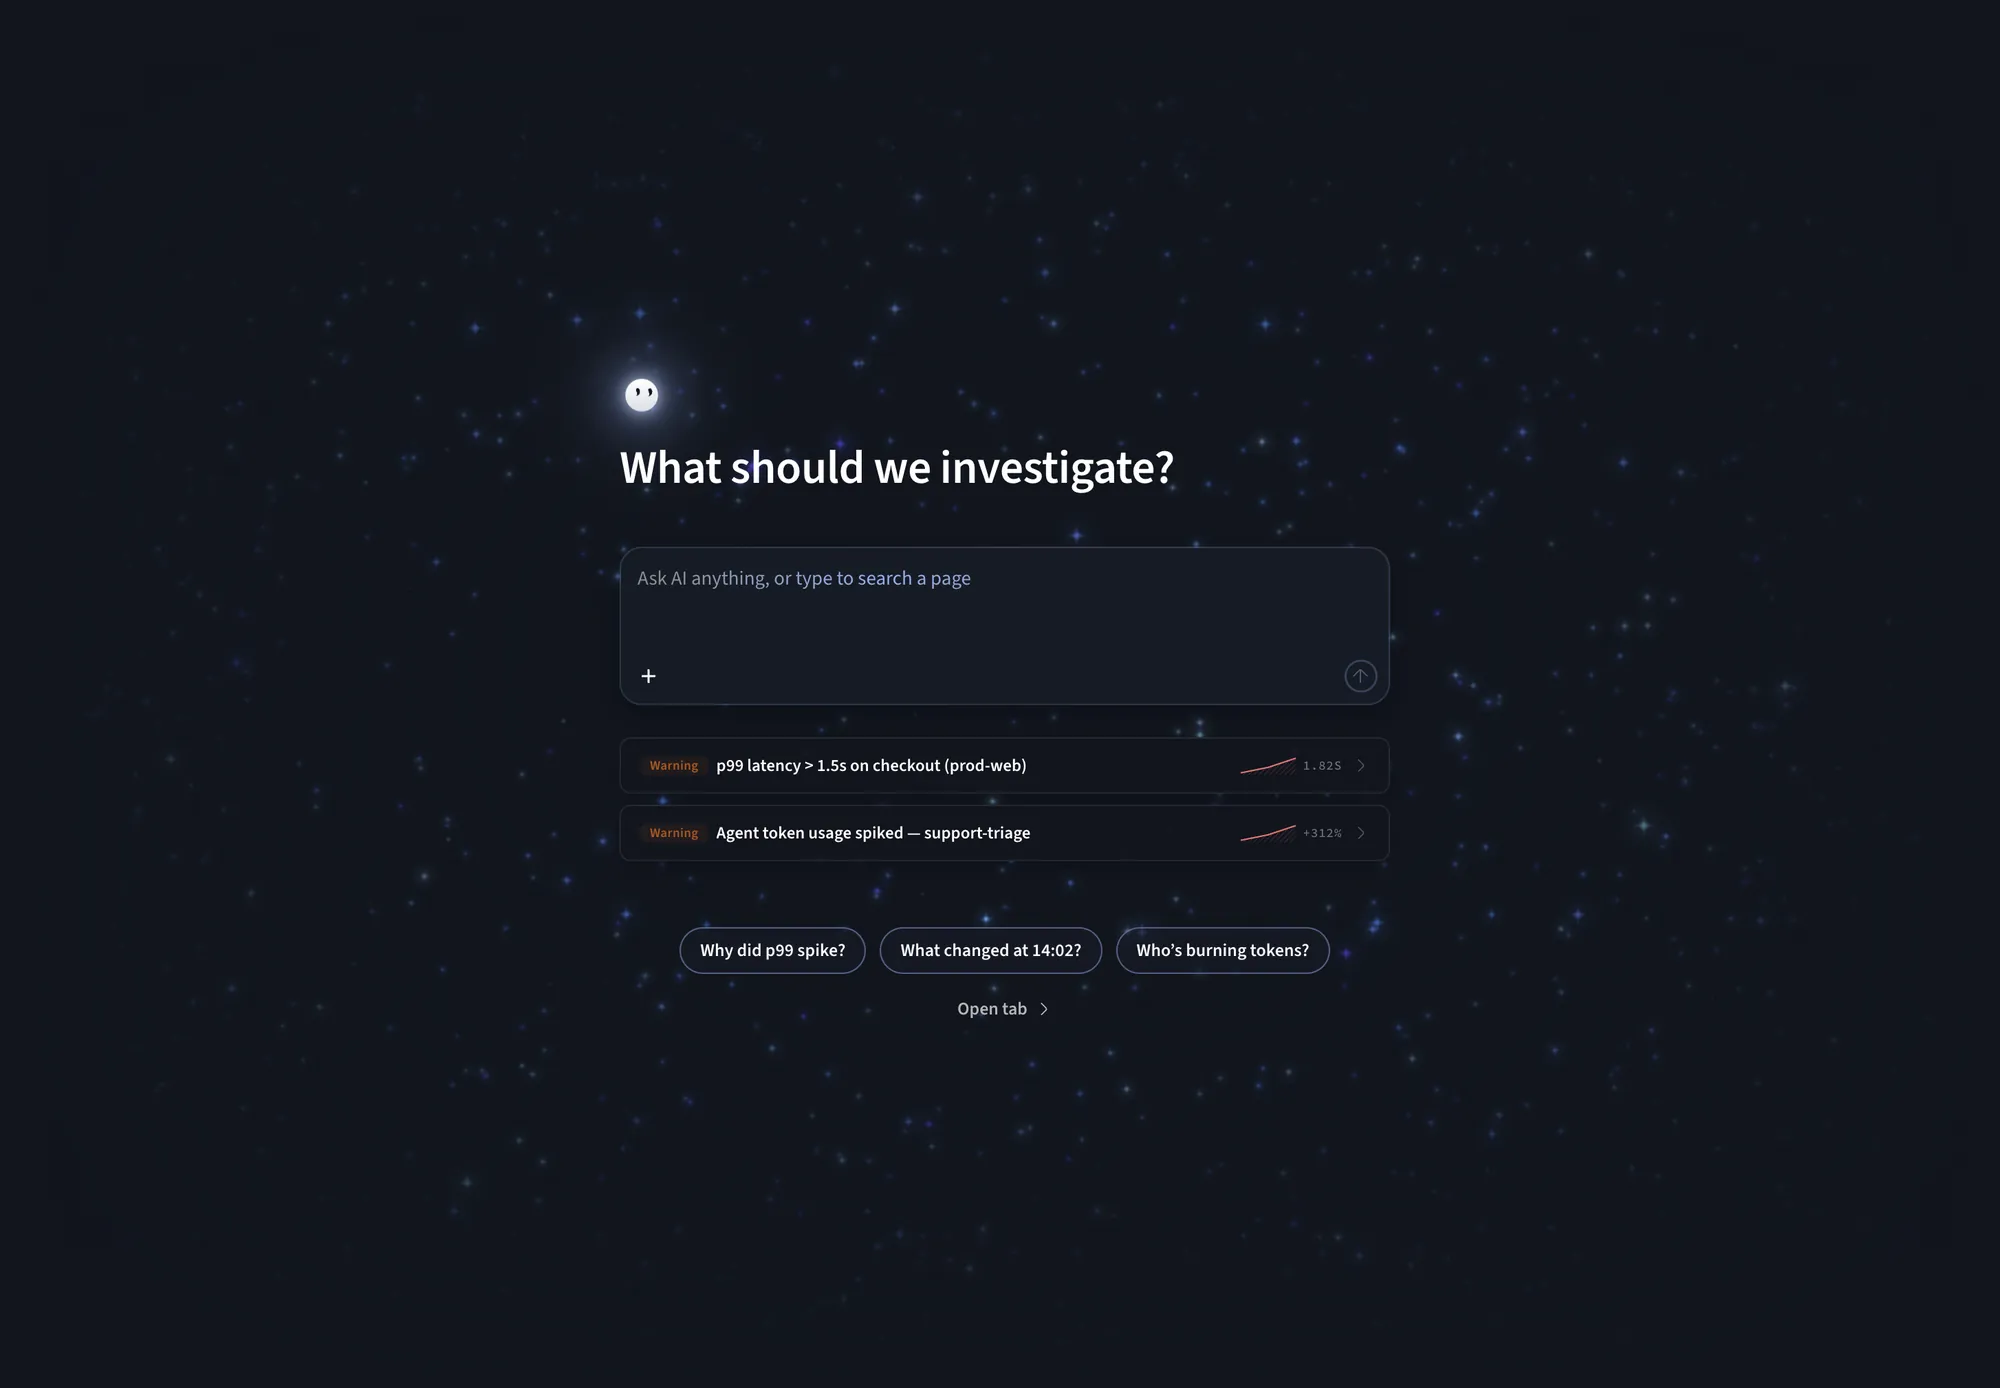 What should we investigate?
Ask AI anything, or type to search a page
Warning p99 latency > 1.5s on checkout (prod-web) 1.82S
Warning Agent token usage spiked — support-triage +312%
Why did p99 spike? What changed at 14:02? Who’s burning tokens?
Open tab